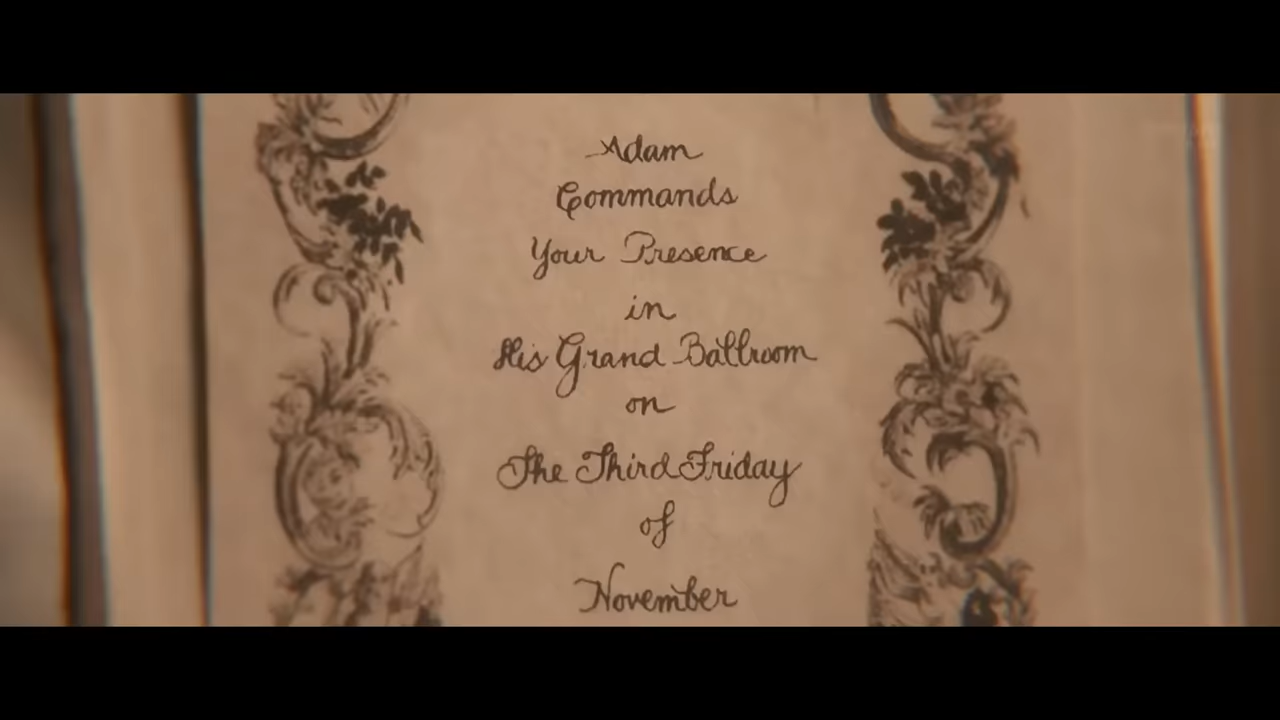 Adam
Commands
Your Presence
in
His Grand Ballroom
on
The Third Friday
of
November